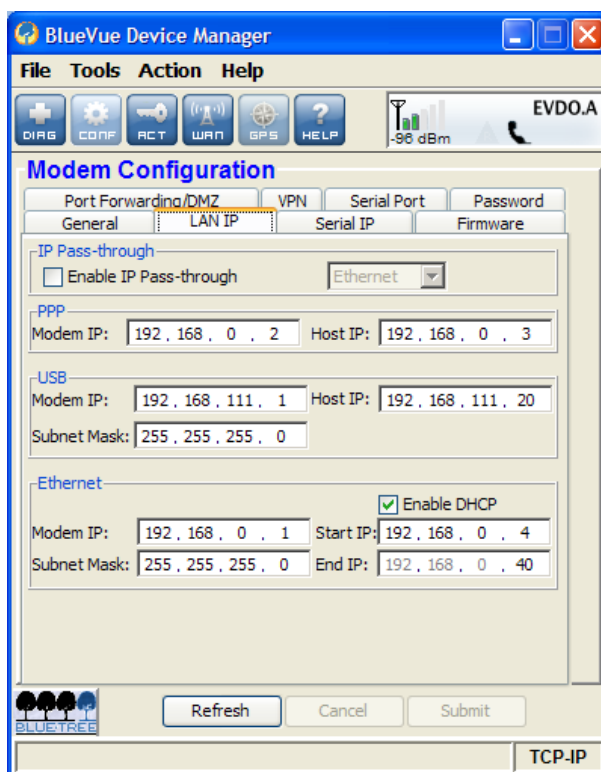 BlueVue Device Manager
File Tools Action Help
DIAG CONF ACT WAN GPS HELP
-96 dBm
EVDO.A
Modem Configuration
Port Forwarding/DMZ VPN Serial Port Password
General LAN IP Serial IP Firmware
IP Pass-through
Enable IP Pass-through Ethernet
PPP
Modem IP: 192 . 168 . 0 . 2 Host IP: 192 . 168 . 0 . 3
USB
Modem IP: 192 . 168 . 111 . 1 Host IP: 192 . 168 . 111 . 20
Subnet Mask: 255 . 255 . 255 . 0
Ethernet
Enable DHCP
Modem IP: 192 . 168 . 0 . 1 Start IP: 192 . 168 . 0 . 4
Subnet Mask: 255 . 255 . 255 . 0 End IP: 192 . 168 . 0 . 40
BLUETREE
Refresh Cancel Submit
TCP-IP